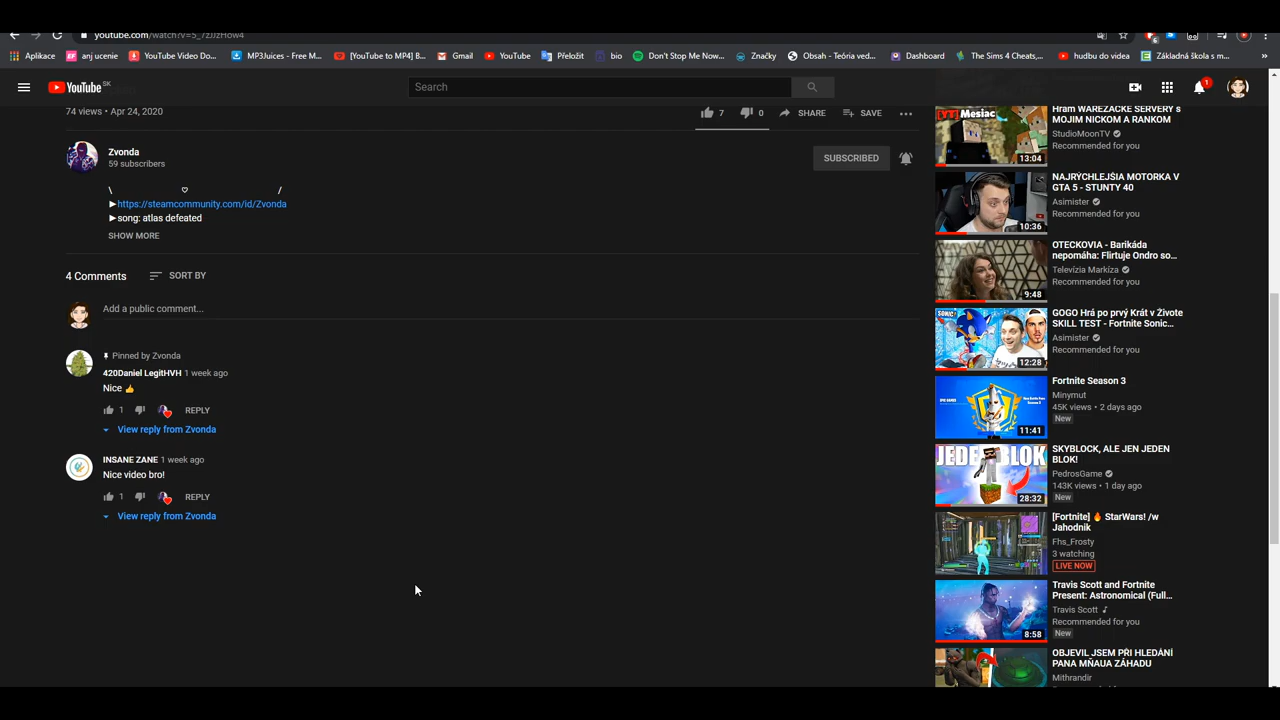 youtube.com/watch?v=5_7zJJzHow4
Aplikace
anj ucenie
YouTube Video Do...
MP3Juices - Free M...
[YouTube to MP4] B...
Gmail
YouTube
Přeložit
bio
Don't Stop Me Now...
Značky
Obsah - Teória ved...
Dashboard
The Sims 4 Cheats,...
hudbu do videa
Základná škola s m...
YouTube SK
Search
1
74 views • Apr 24, 2020
7
0
SHARE
SAVE
Zvonda
59 subscribers
SUBSCRIBED
\ ♡ /
►https://steamcommunity.com/id/Zvonda
►song: atlas defeated
SHOW MORE
4 Comments
SORT BY
Add a public comment...
Pinned by Zvonda
420Daniel LegitHVH 1 week ago
Nice 👍
1
REPLY
View reply from Zvonda
INSANE ZANE 1 week ago
Nice video bro!
1
REPLY
View reply from Zvonda
[YT] Mesiac
13:04
Hram WAREZACKE SERVERY s
MOJIM NICKOM A RANKOM
StudioMoonTV
Recommended for you
10:36
NAJRÝCHLEJŠIA MOTORKA V
GTA 5 - STUNTY 40
Asimister
Recommended for you
9:48
OTECKOVIA - Barikáda
nepomáha: Flirtuje Ondro so...
Televízia Markíza
Recommended for you
SONIC!
12:28
GOGO Hrá po prvý Krát v Živote
SKILL TEST - Fortnite Sonic...
Asimister
Recommended for you
11:41
Fortnite Season 3
Minymut
45K views • 2 days ago
New
JEDEN BLOK
28:32
SKYBLOCK, ALE JEN JEDEN
BLOK!
PedrosGame
143K views • 1 day ago
New
[Fortnite] 🔥 StarWars! /w
Jahodnik
Fhs_Frosty
3 watching
LIVE NOW
8:58
Travis Scott and Fortnite
Present: Astronomical (Full...
Travis Scott
Recommended for you
New
OBJEVIL JSEM PŘI HLEDÁNÍ
PANA MŇAUA ZÁHADU
Mithrandir